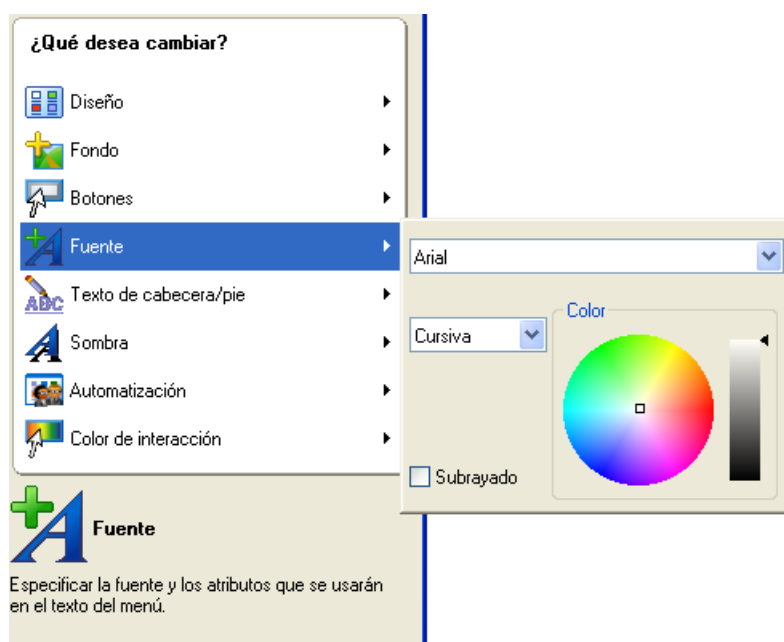 ¿Qué desea cambiar?
Diseño
Fondo
Botones
Fuente
ABC Texto de cabecera/pie
Sombra
Automatización
Color de interacción
Arial
Cursiva
Color
Subrayado
Fuente
Especificar la fuente y los atributos que se usarán
en el texto del menú.